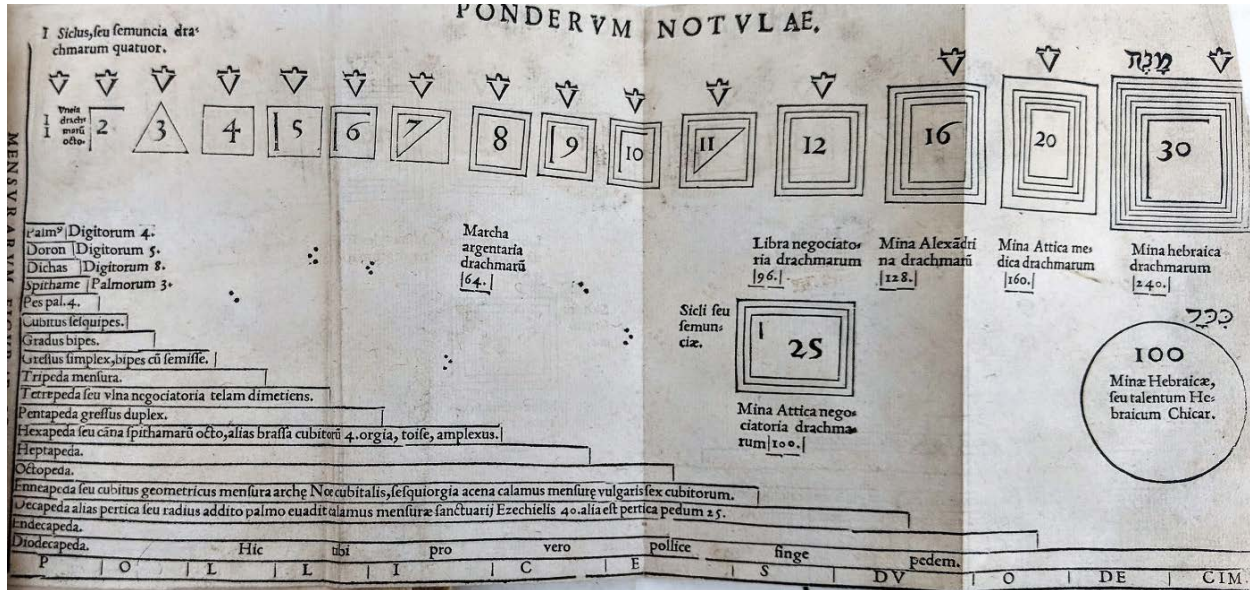 PONDERVM NOTVLAE.
I Siclus, seu semuncia dra-
chmarum quatuor.
מָנֶה
I I I
Vncia
drach-
marū
octo.
2 3 4 5 6 7 8 9 10 11 12 16 20 30
MENSVRARVM
Palmꝰ Digitorum 4.
Doron Digitorum 5.
Dichas Digitorum 8.
Spithame Palmorum 3.
Pes pal. 4.
Cubitus sesquipes.
Gradus bipes.
Gressus simplex, bipes cū semisse.
Tripeda mensura.
Tetrepeda seu vlna negociatoria telam dimetiens.
Pentapeda gressus duplex.
Hexapeda seu cāna spithamarū octo, alias brassa cubitorū 4. orgia, toise, amplexus.
Heptapeda.
Octopeda.
Enneapeda seu cubitus geometricus mensura archę Nœ cubitalis, sesquiorgia acena calamus mensurę vulgaris sex cubitorum.
Decapeda alias pertica seu radius addito palmo euadit calamus mensuræ sanctuarij Ezechielis 40. alia est pertica pedum 25.
Endecapeda.
Diodecapeda.
Marcha
argentaria
drachmarū
|64.|
Libra negociato-
ria drachmarum
|96.|
Mina Alexādri
na drachmarū
|128.|
Mina Attica me-
dica drachmarum
|160.|
Mina hebraica
drachmarum
|240.|
Sicli seu
semun-
ciæ.
25
Mina Attica nego-
ciatoria drachma-
rum|100.|
כִּכָּר
100
Minæ Hebraicæ,
seu talentum He-
braicum Chicar.
Hic ubi pro vero pollice finge pedem.
P O L L I C E S DV O DE CIM.